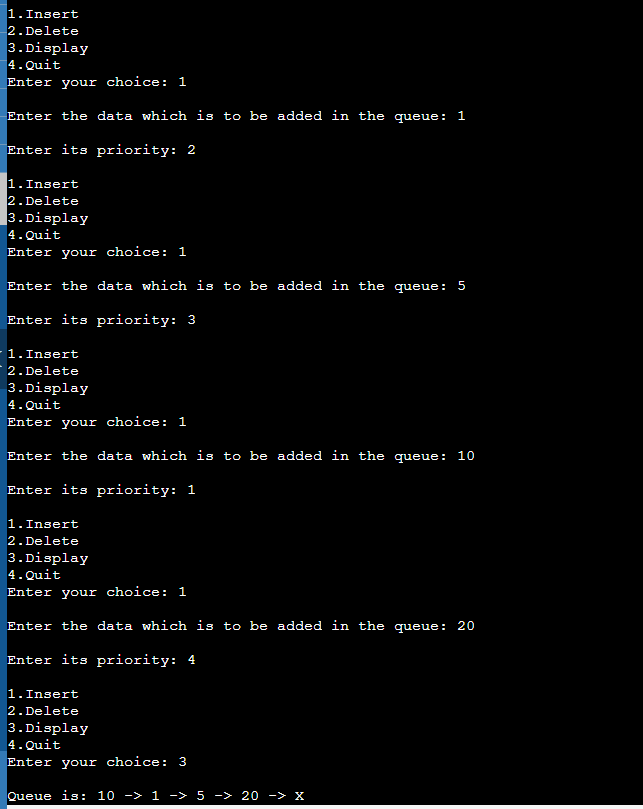 1.Insert
2.Delete
3.Display
4.Quit
Enter your choice: 1
Enter the data which is to be added in the queue: 1
Enter its priority: 2
1.Insert
2.Delete
3.Display
4.Quit
Enter your choice: 1
Enter the data which is to be added in the queue: 5
Enter its priority: 3
1.Insert
2.Delete
3.Display
4.Quit
Enter your choice: 1
Enter the data which is to be added in the queue: 10
Enter its priority: 1
1.Insert
2.Delete
3.Display
4.Quit
Enter your choice: 1
Enter the data which is to be added in the queue: 20
Enter its priority: 4
1.Insert
2.Delete
3.Display
4.Quit
Enter your choice: 3
Queue is: 10 -> 1 -> 5 -> 20 -> X